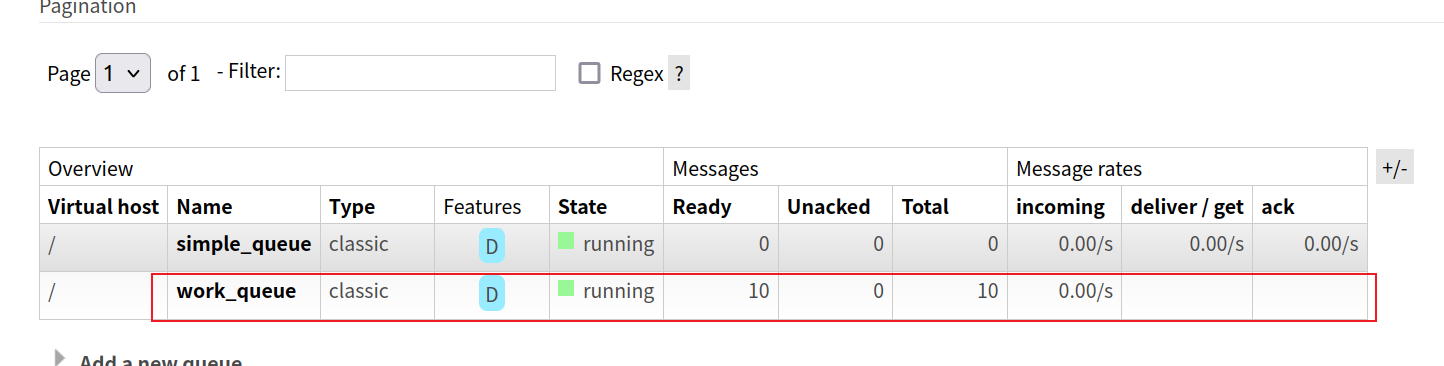 Pagination
Page 1 of 1 - Filter: Regex ?
Overview Messages Message rates +/-
Virtual host Name Type Features State Ready Unacked Total incoming deliver / get ack
/ simple_queue classic D running 0 0 0 0.00/s 0.00/s 0.00/s
/ work_queue classic D running 10 0 10 0.00/s
Add a new queue